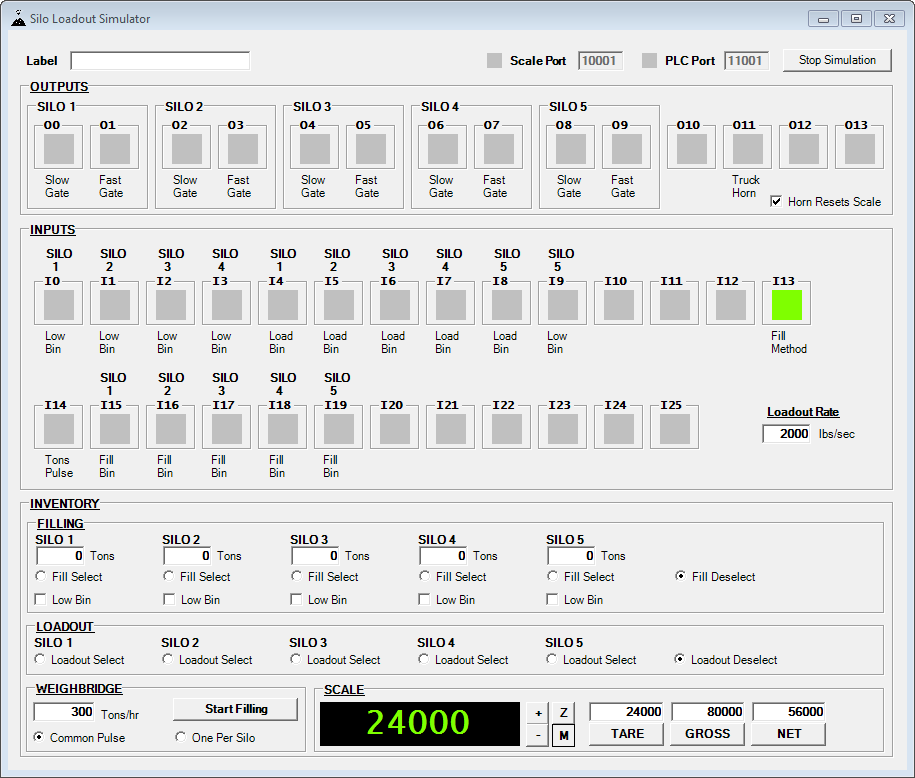 Silo Loadout Simulator
Label Scale Port 10001 PLC Port 11001 Stop Simulation
OUTPUTS
SILO 1 SILO 2 SILO 3 SILO 4 SILO 5
O0 O1 O2 O3 O4 O5 O6 O7 O8 O9 O10 O11 O12 O13
Slow Fast Slow Fast Slow Fast Slow Fast Slow Fast Truck
Gate Gate Gate Gate Gate Gate Gate Gate Gate Gate Horn
Horn Resets Scale
INPUTS
SILO SILO SILO SILO SILO SILO SILO SILO SILO SILO
1 2 3 4 1 2 3 4 5 5
I0 I1 I2 I3 I4 I5 I6 I7 I8 I9 I10 I11 I12 I13
Low Low Low Low Load Load Load Load Load Low Fill
Bin Bin Bin Bin Bin Bin Bin Bin Bin Bin Method
SILO SILO SILO SILO SILO
1 2 3 4 5
I14 I15 I16 I17 I18 I19 I20 I21 I22 I23 I24 I25
Loadout Rate
2000 lbs/sec
Tons Fill Fill Fill Fill Fill
Pulse Bin Bin Bin Bin Bin
INVENTORY
FILLING
SILO 1 SILO 2 SILO 3 SILO 4 SILO 5
0 Tons 0 Tons 0 Tons 0 Tons 0 Tons
Fill Select Fill Select Fill Select Fill Select Fill Select Fill Deselect
Low Bin Low Bin Low Bin Low Bin Low Bin
LOADOUT
SILO 1 SILO 2 SILO 3 SILO 4 SILO 5
Loadout Select Loadout Select Loadout Select Loadout Select Loadout Select Loadout Deselect
WEIGHBRIDGE
300 Tons/hr Start Filling
Common Pulse One Per Silo
SCALE
24000 + Z 24000 80000 56000
- M TARE GROSS NET